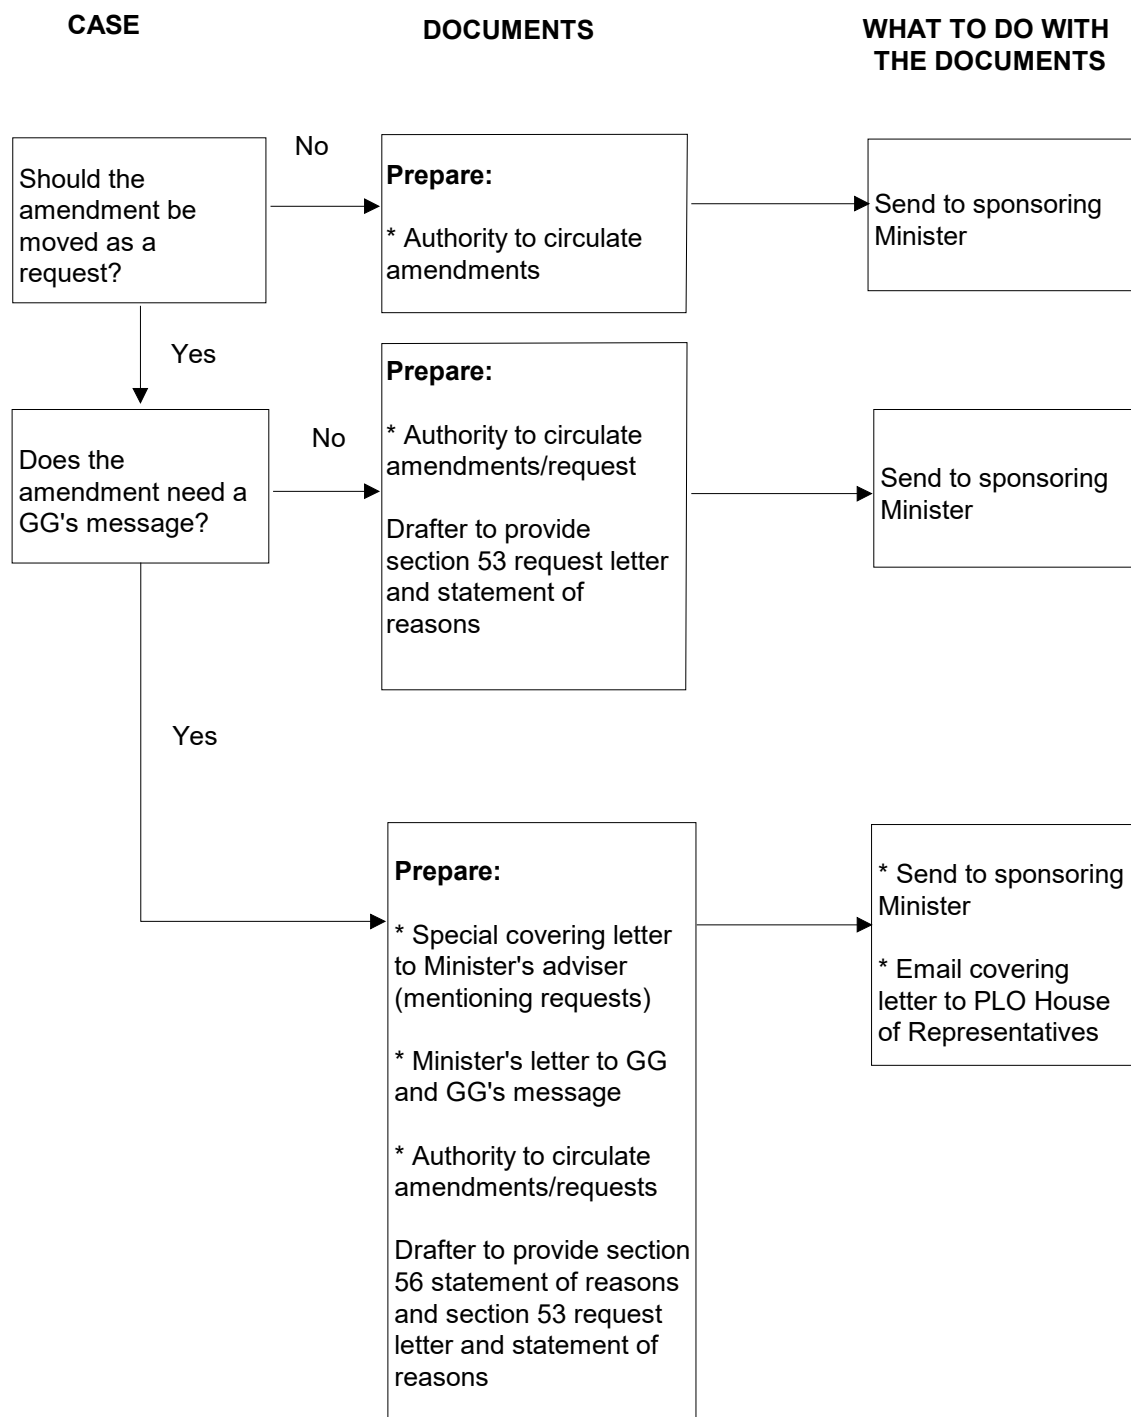 CASE
DOCUMENTS
WHAT TO DO WITH
THE DOCUMENTS
Should the
amendment be
moved as a
request?
No
Prepare:
* Authority to circulate
amendments
Send to sponsoring
Minister
Yes
Does the
amendment need a
GG's message?
No
Prepare:
* Authority to circulate
amendments/request
Drafter to provide
section 53 request letter
and statement of
reasons
Send to sponsoring
Minister
Yes
Prepare:
* Special covering letter
to Minister's adviser
(mentioning requests)
* Minister's letter to GG
and GG's message
* Authority to circulate
amendments/requests
Drafter to provide section
56 statement of reasons
and section 53 request
letter and statement of
reasons
* Send to sponsoring
Minister
* Email covering
letter to PLO House
of Representatives